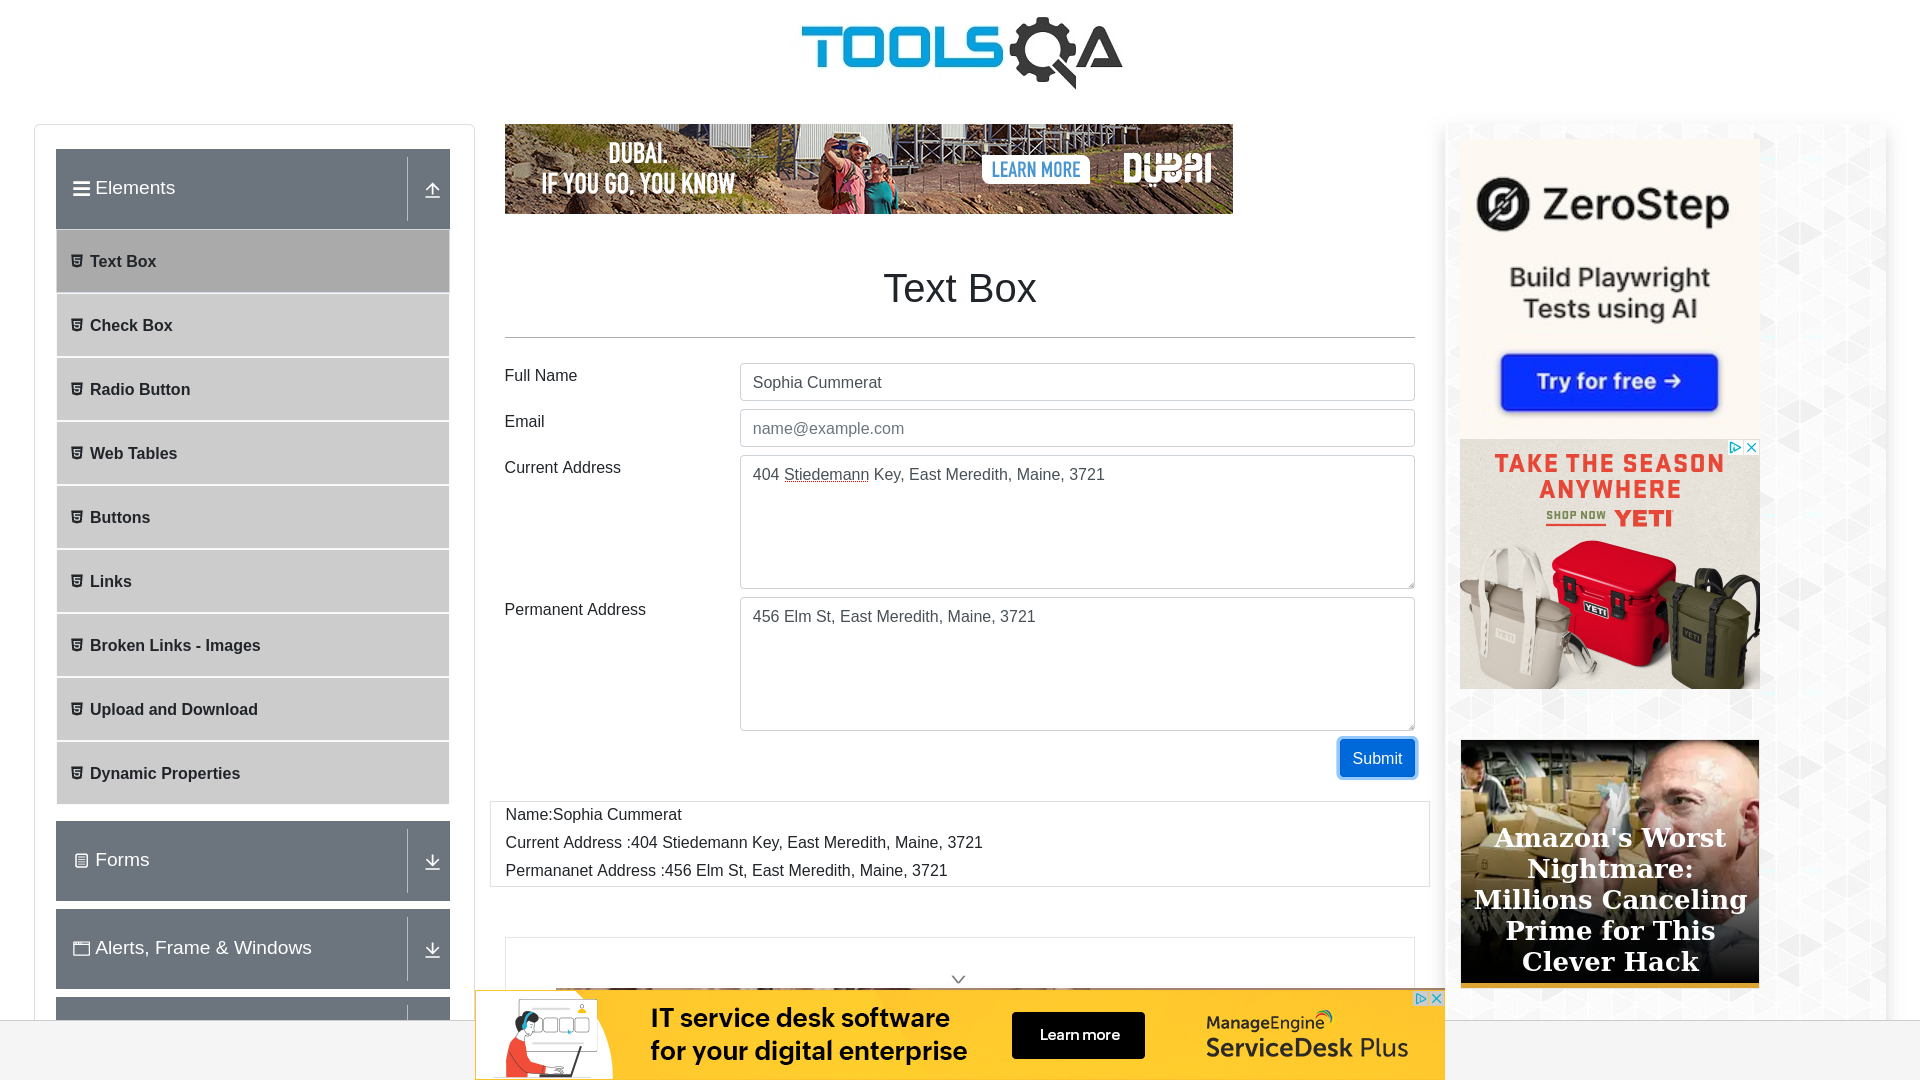 TOOLSQA
Elements
Text Box
Check Box
Radio Button
Web Tables
Buttons
Links
Broken Links - Images
Upload and Download
Dynamic Properties
Forms
Alerts, Frame & Windows
DUBAI.
IF YOU GO, YOU KNOW
LEARN MORE
DUBAI
Text Box
Full Name
Sophia Cummerat
Email
name@example.com
Current Address
404 Stiedemann Key, East Meredith, Maine, 3721
Permanent Address
456 Elm St, East Meredith, Maine, 3721
Submit
Name:Sophia Cummerat
Current Address :404 Stiedemann Key, East Meredith, Maine, 3721
Permananet Address :456 Elm St, East Meredith, Maine, 3721
IT service desk software
for your digital enterprise
Learn more
ManageEngine
ServiceDesk Plus
ZeroStep
Build Playwright
Tests using AI
Try for free →
TAKE THE SEASON
ANYWHERE
SHOP NOW YETI
YETI
YETI
YETI
Amazon's Worst
Nightmare:
Millions Canceling
Prime for This
Clever Hack